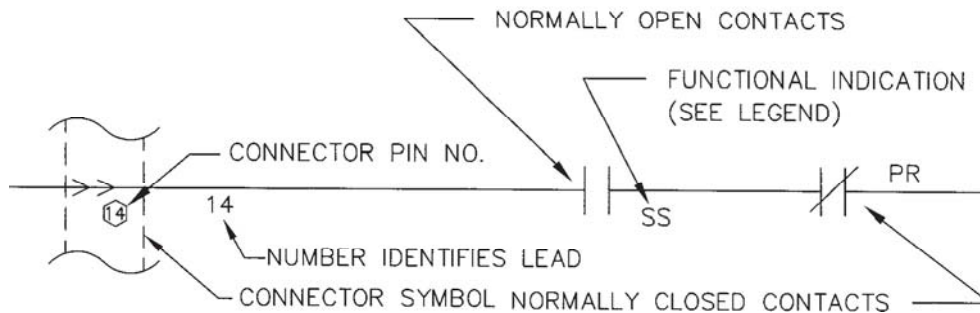 NORMALLY OPEN CONTACTS
FUNCTIONAL INDICATION
(SEE LEGEND)
CONNECTOR PIN NO.
PR
14
14
SS
NUMBER IDENTIFIES LEAD
CONNECTOR SYMBOL
NORMALLY CLOSED CONTACTS